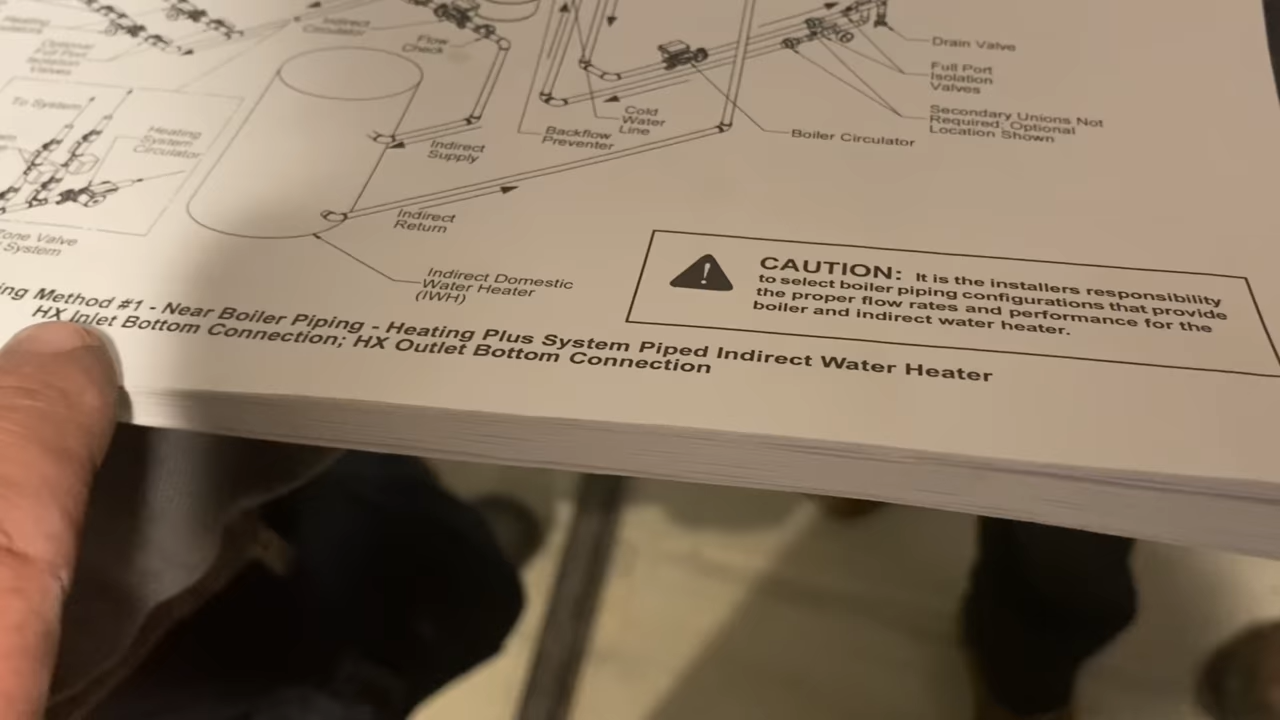 Optional
Full Port
Isolation
Valves
Indirect
Circulator
Flow
Check
Drain Valve
Full Port
Isolation
Valves
Secondary Unions Not
Required; Optional
Location Shown
Boiler Circulator
Cold
Water
Line
Backflow
Preventer
Indirect
Supply
To System
Heating
System
Circulator
Zone Valve
System
Indirect
Return
Indirect Domestic
Water Heater
(IWH)
CAUTION: It is the installers responsibility
to select boiler piping configurations that provide
the proper flow rates and performance for the
boiler and indirect water heater.
Method #1 - Near Boiler Piping - Heating Plus System Piped Indirect Water Heater
HX Inlet Bottom Connection; HX Outlet Bottom Connection